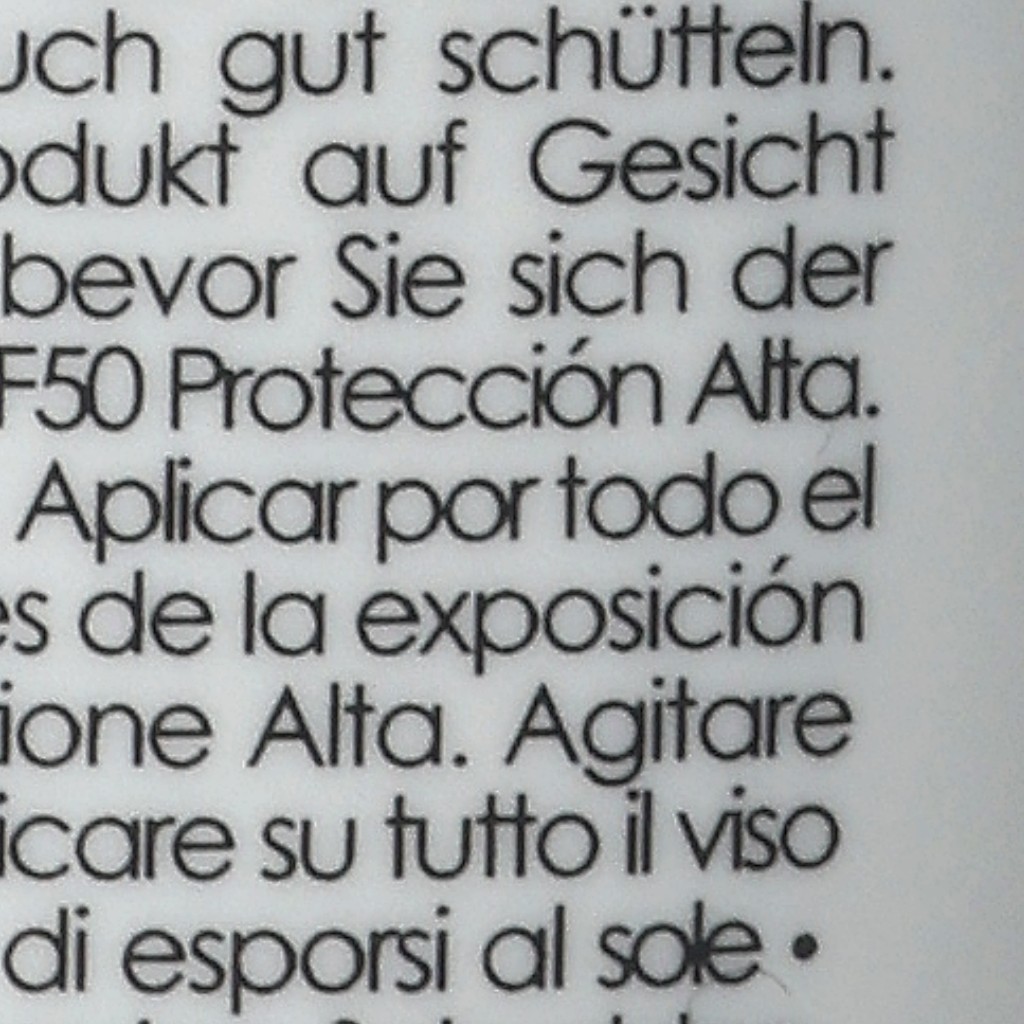 uch gut schütteln.
odukt auf Gesicht
bevor Sie sich der
F50 Protección Alta.
Aplicar por todo el
es de la exposición
ione Alta. Agitare
icare su tutto il viso
di esporsi al sole •